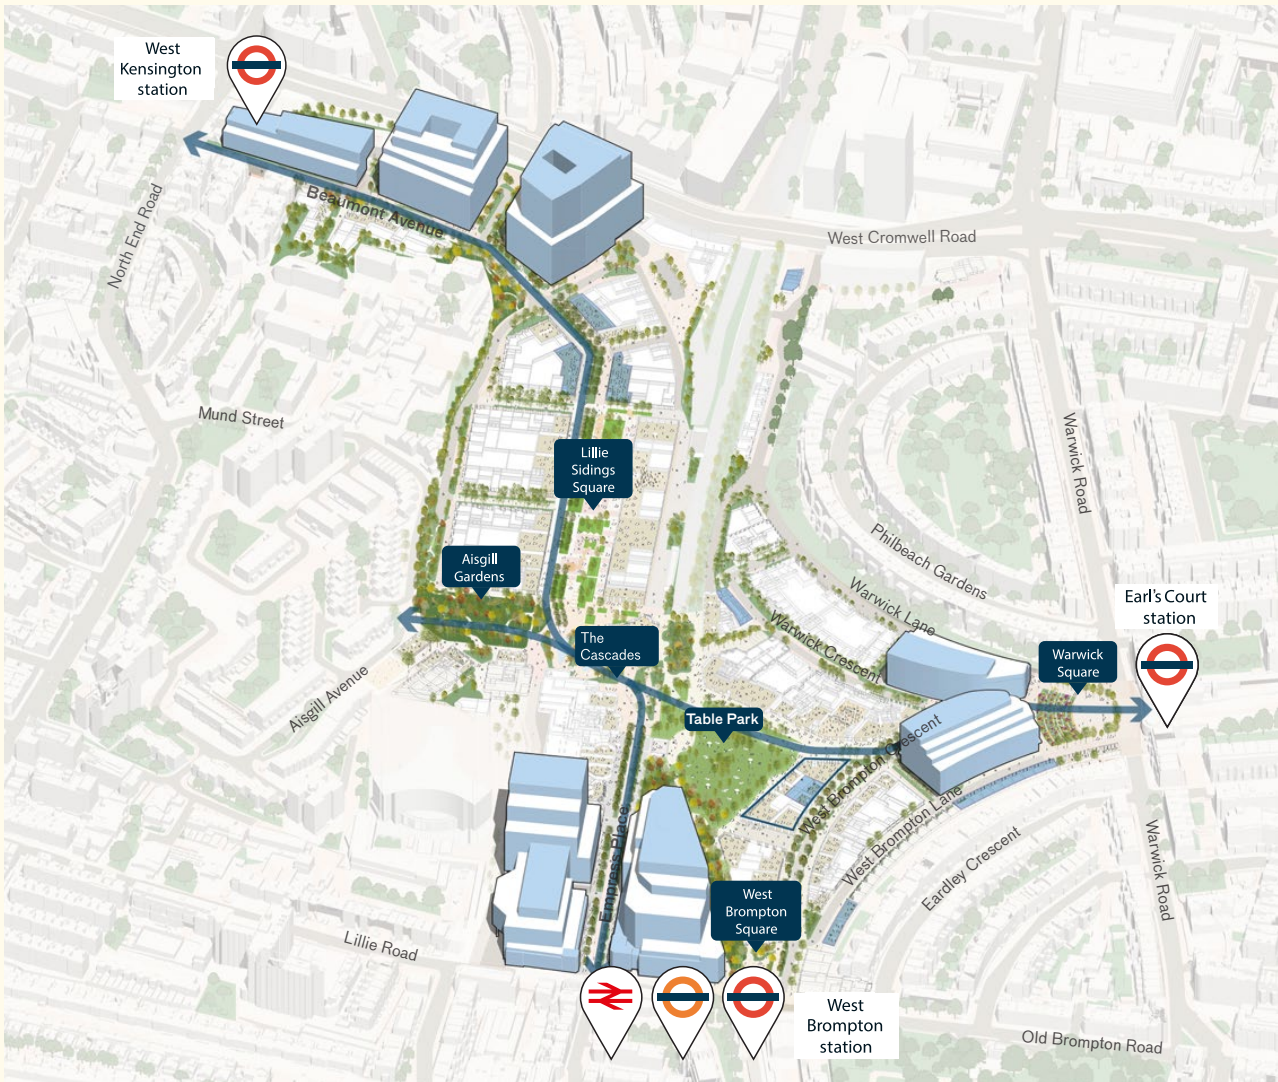 West
Kensington
station
North End Road
Beaumont Avenue
West Cromwell Road
Mund Street
Lillie
Sidings
Square
Warwick Road
Aisgill
Gardens
Philbeach Gardens
Warwick Lane
Warwick Crescent
Earl's Court
station
The
Cascades
Warwick
Square
Aisgill Avenue
Table Park
West Brompton Crescent
West Brompton Lane
Eardley Crescent
Warwick Road
Empress Place
West
Brompton
Square
Lillie Road
West
Brompton
station
Old Brompton Road